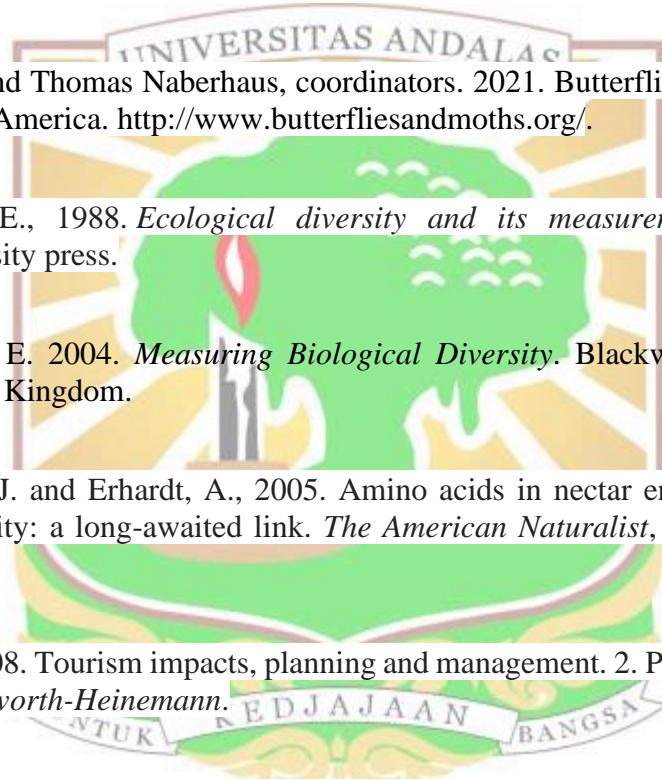 UNIVERSITAS ANDALAS
nd Thomas Naberhaus, coordinators. 2021. Butterfli
America. http://www.butterfliesandmoths.org/.
E., 1988. Ecological diversity and its measurer
sity press.
E. 2004. Measuring Biological Diversity. Blackw
Kingdom.
J. and Erhardt, A., 2005. Amino acids in nectar en
ity: a long-awaited link. The American Naturalist,
08. Tourism impacts, planning and management. 2. P
vorth-Heinemann.
NTUK KEDJAJAAN BANGSA